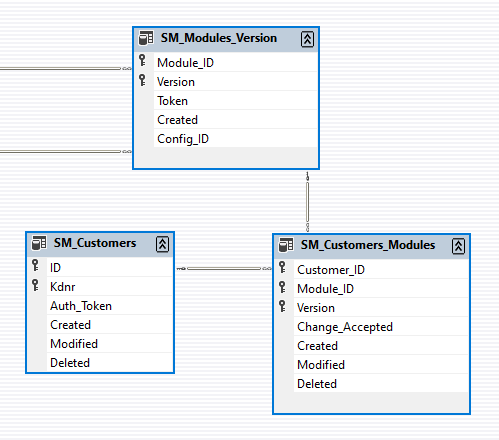 SM_Modules_Version
Module_ID
Version
Token
Created
Config_ID
SM_Customers
ID
Kdnr
Auth_Token
Created
Modified
Deleted
SM_Customers_Modules
Customer_ID
Module_ID
Version
Change_Accepted
Created
Modified
Deleted